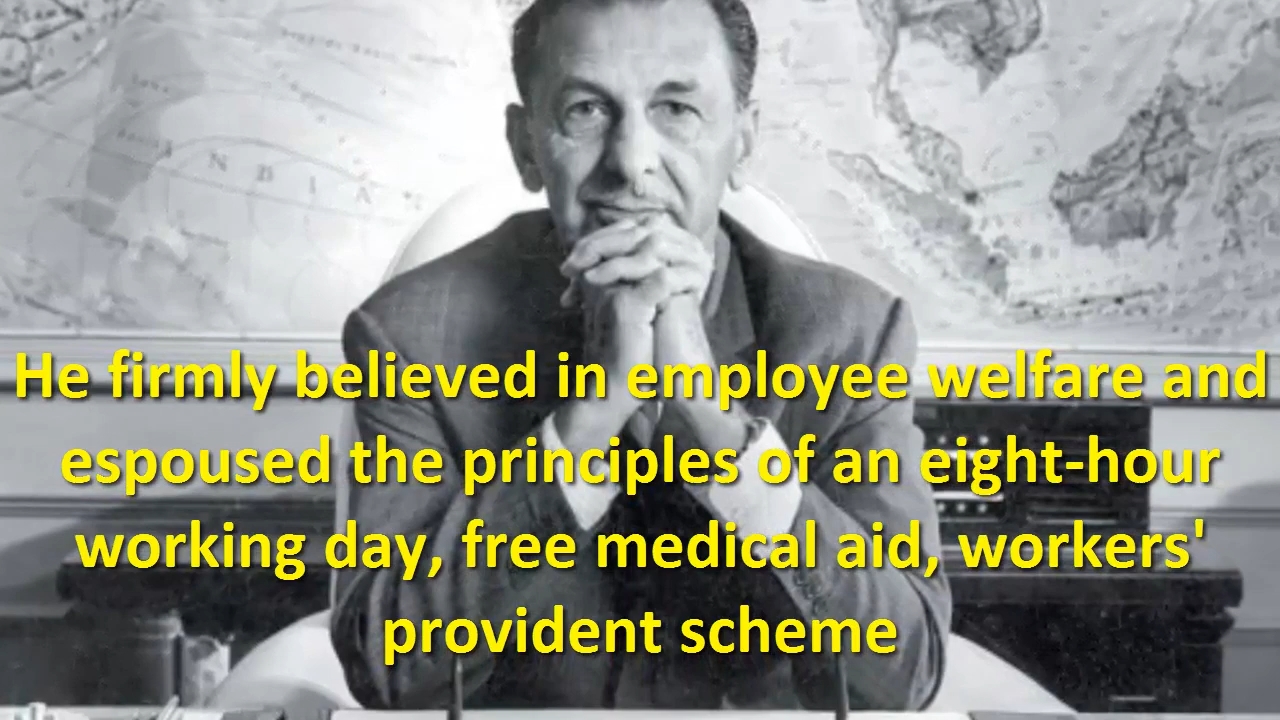 INDIA
He firmly believed in employee welfare and
espoused the principles of an eight-hour
working day, free medical aid, workers'
provident scheme